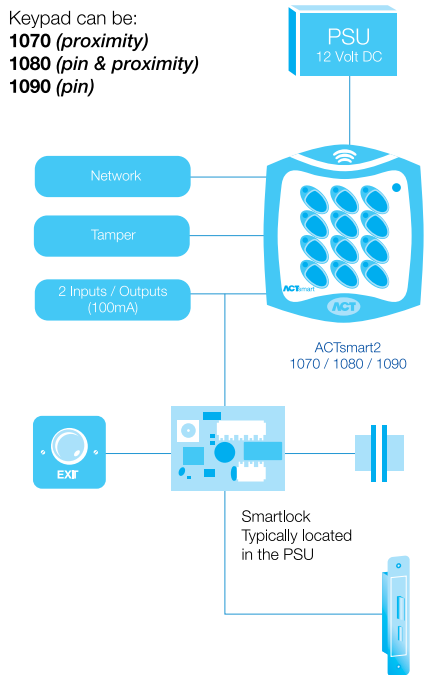 Keypad can be:
1070 (proximity)
1080 (pin & proximity)
1090 (pin)
PSU
12 Volt DC
Network
Tamper
2 Inputs / Outputs
(100mA)
ACTsmart
ACT
ACTsmart2
1070 / 1080 / 1090
EXIT
Smartlock
Typically located
in the PSU